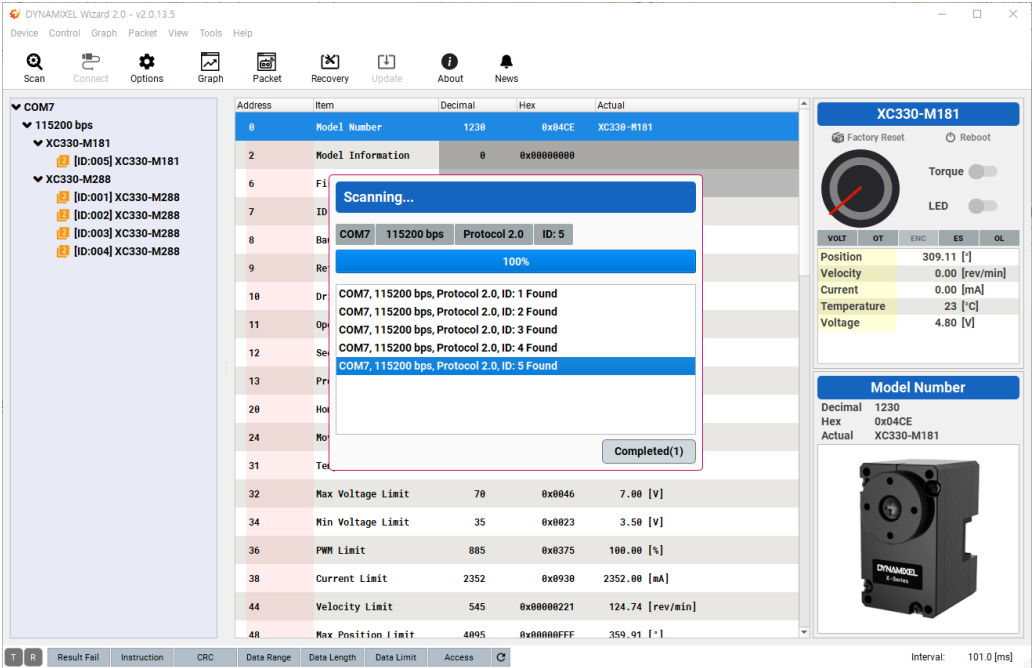 DYNAMIXEL Wizard 2.0 - v2.0.13.5
Device Control Graph Packet View Tools Help
Scan Connect Options Graph Packet Recovery Update About News
COM7
115200 bps
XC330-M181
[ID:005] XC330-M181
XC330-M288
[ID:001] XC330-M288
[ID:002] XC330-M288
[ID:003] XC330-M288
[ID:004] XC330-M288
Address Item Decimal Hex Actual
0 Model Number 1230 0x04CE XC330-M181
2 Model Information 0 0x00000000
6 Fi
7 ID
8 Bau
9 Re
10 Dr
11 Ope
12 Sec
13 Pr
20 Ho
24 Mo
31 Te
32 Max Voltage Limit 70 0x0046 7.00 [V]
34 Min Voltage Limit 35 0x0023 3.50 [V]
36 PWM Limit 885 0x0375 100.00 [%]
38 Current Limit 2352 0x0930 2352.00 [mA]
44 Velocity Limit 545 0x00000221 124.74 [rev/min]
48 Max Position Limit 4095 0x00000FFF 359.91 [°]
Scanning...
COM7 115200 bps Protocol 2.0 ID: 5
100%
COM7, 115200 bps, Protocol 2.0, ID: 1 Found
COM7, 115200 bps, Protocol 2.0, ID: 2 Found
COM7, 115200 bps, Protocol 2.0, ID: 3 Found
COM7, 115200 bps, Protocol 2.0, ID: 4 Found
COM7, 115200 bps, Protocol 2.0, ID: 5 Found
Completed(1)
XC330-M181
Factory Reset Reboot
Torque
LED
VOLT OT ENC ES OL
Position 309.11 [°]
Velocity 0.00 [rev/min]
Current 0.00 [mA]
Temperature 23 [°C]
Voltage 4.80 [V]
Model Number
Decimal 1230
Hex 0x04CE
Actual XC330-M181
DYNAMIXEL
X-Series
T R Result Fail Instruction CRC Data Range Data Length Data Limit Access Interval: 101.0 [ms]